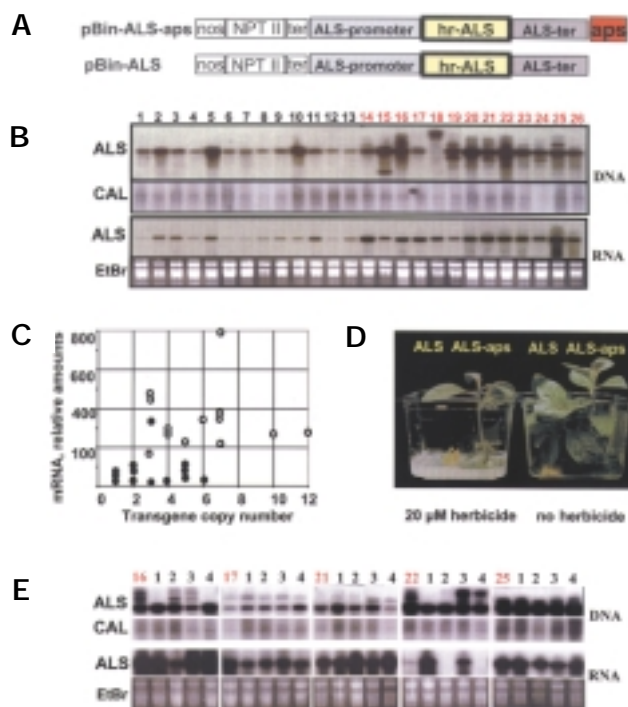 A
pBin-ALS-aps nos NPT II ter ALS-promoter hr-ALS ALS-ter aps
pBin-ALS nos NPT II ter ALS-promoter hr-ALS ALS-ter
B
1 2 3 4 5 6 7 8 9 10 11 12 13 14 15 16 17 18 19 20 21 22 23 24 25 26
ALS
CAL
DNA
ALS
EtBr
RNA
C
mRNA, relative amounts
800
600
400
100
0 2 4 6 8 10 12
Transgene copy number
D
ALS ALS-aps ALS ALS-aps
20 µM herbicide no herbicide
E
16 1 2 3 4 17 1 2 3 4 21 1 2 3 4 22 1 2 3 4 25 1 2 3 4
ALS
CAL
DNA
ALS
EtBr
RNA